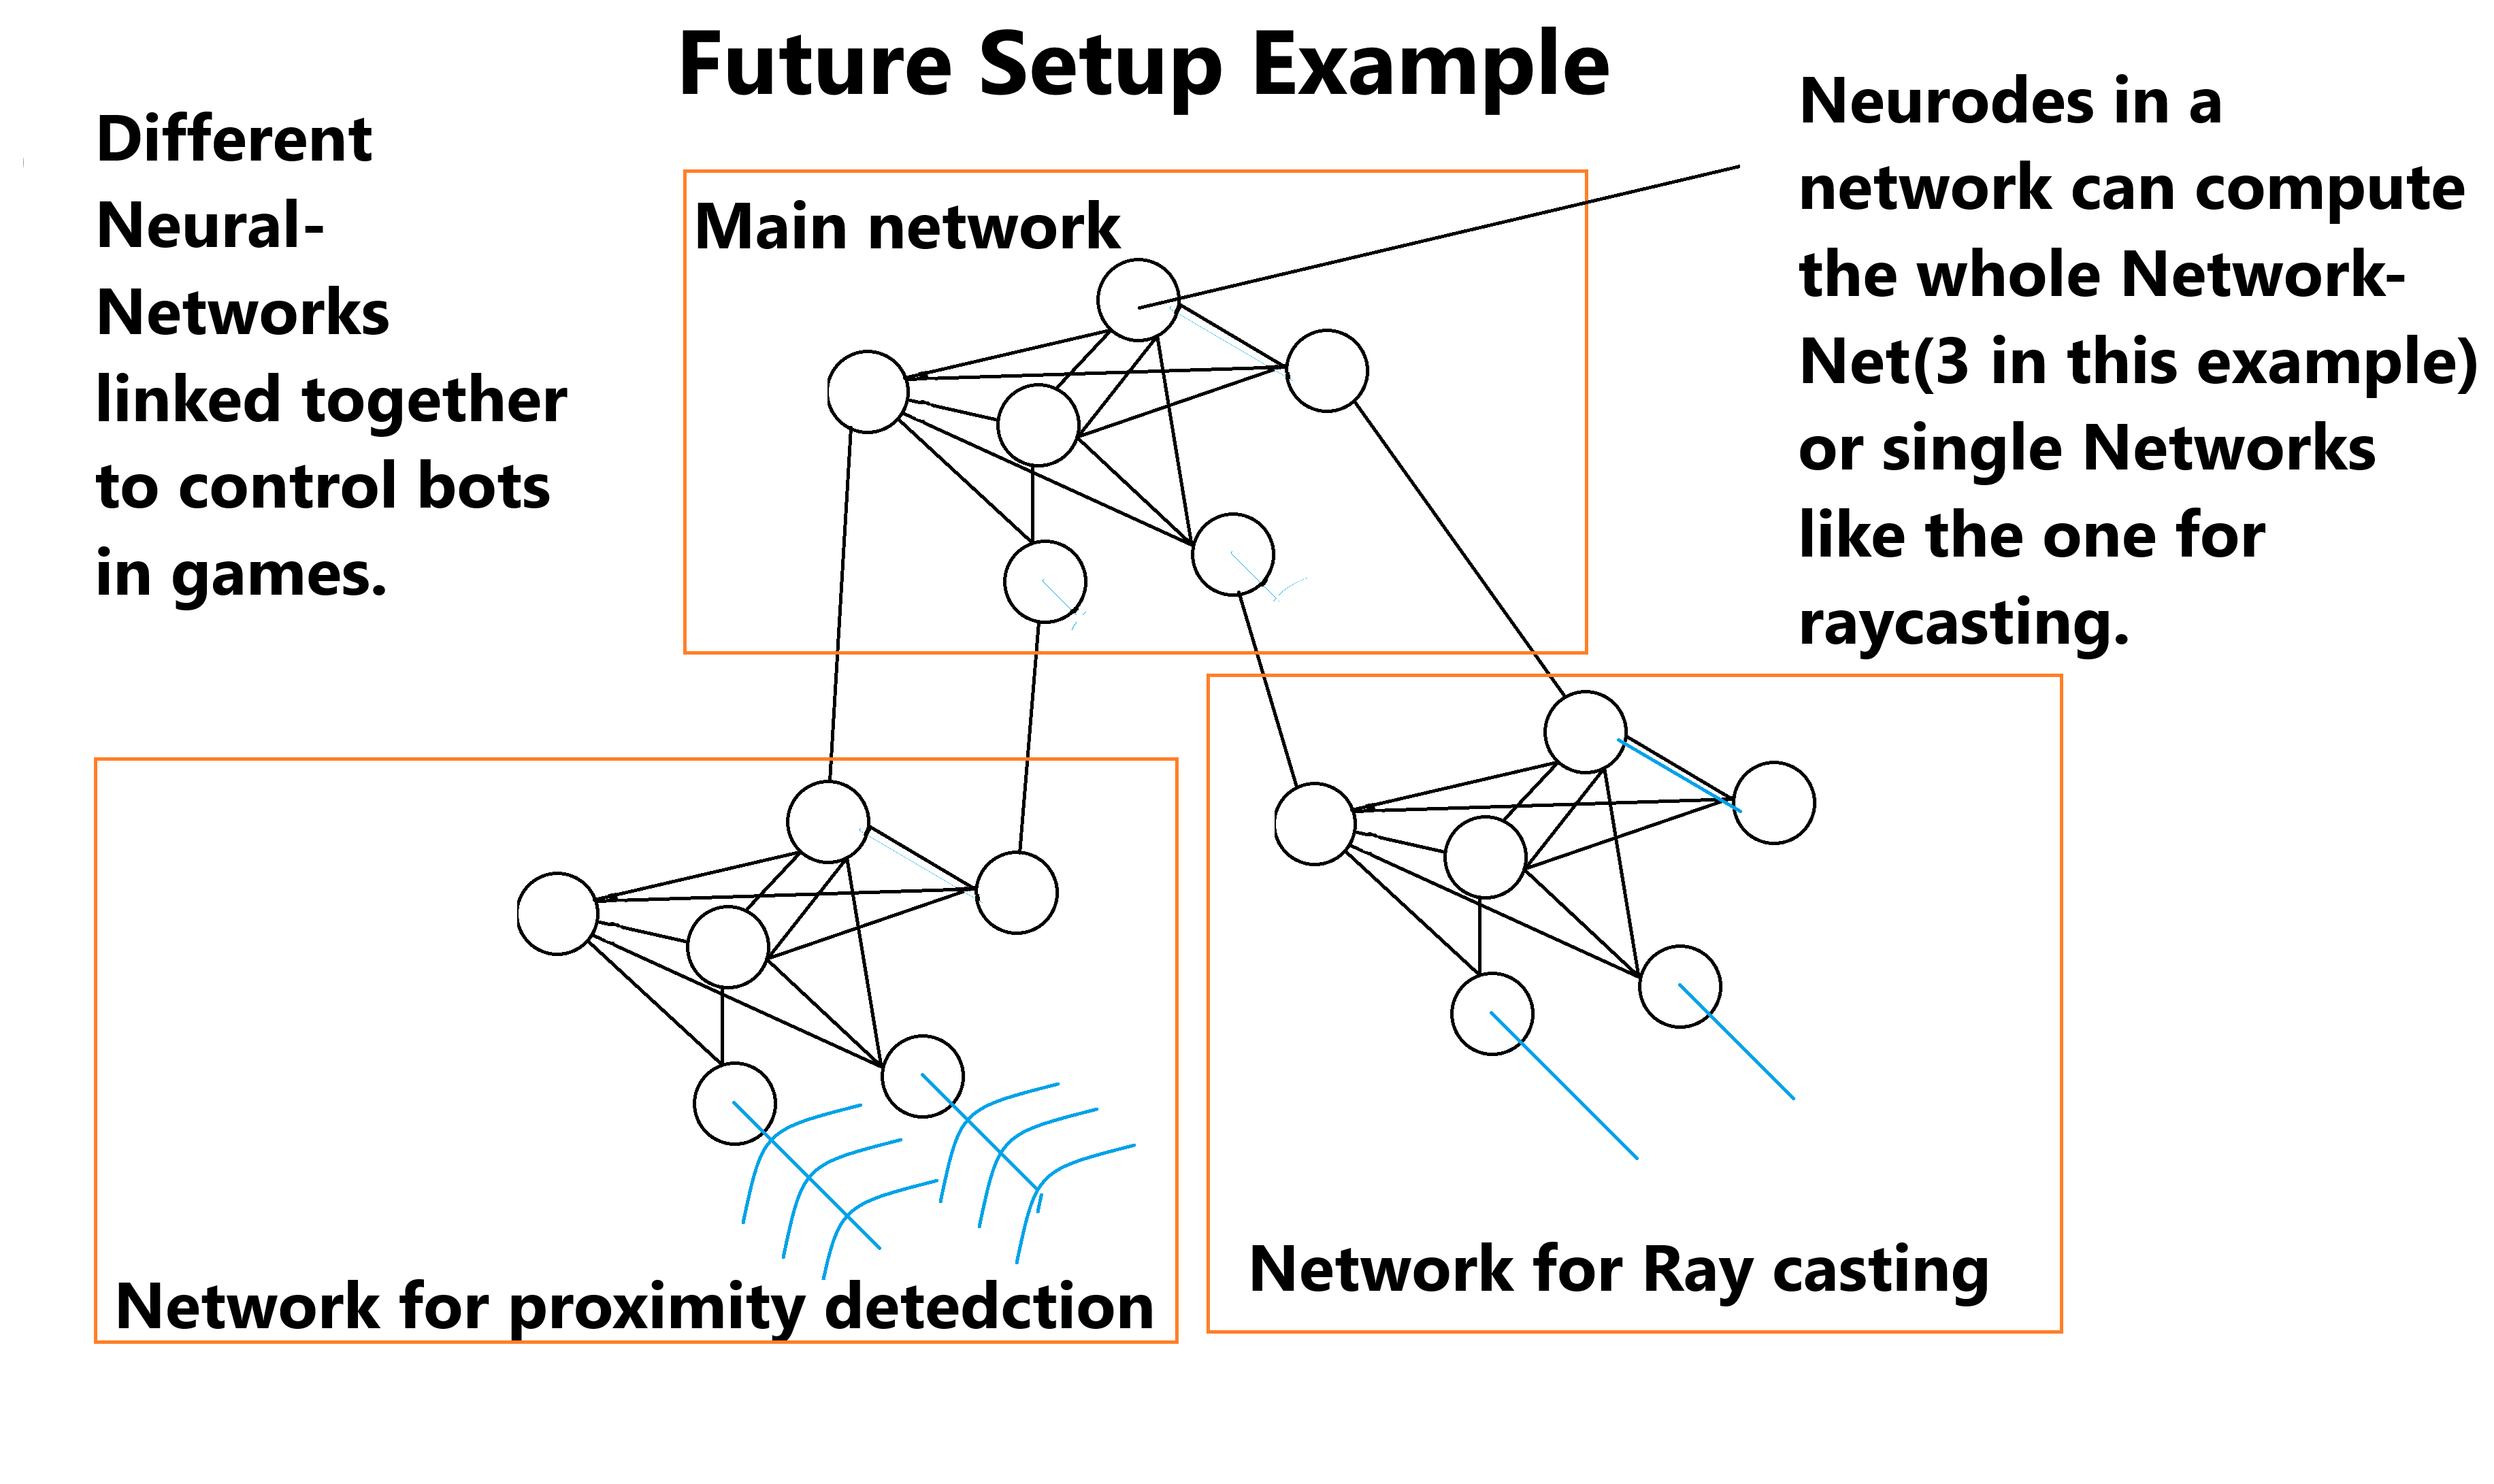 Future Setup Example
Different
Neural-
Networks
linked together
to control bots
in games.
Neurodes in a
network can compute
the whole Network-
Net(3 in this example)
or single Networks
like the one for
raycasting.
Main network
Network for proximity detedction
Network for Ray casting